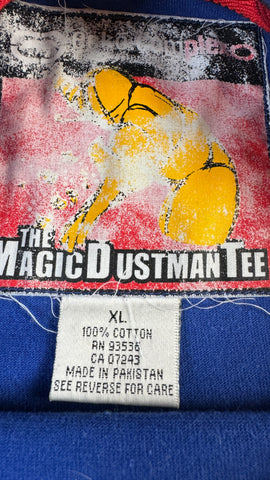 THE
MAGIC DUSTMAN TEE
XL
100% COTTON
RN 93536
CA 07243
MADE IN PAKISTAN
SEE REVERSE FOR CARE